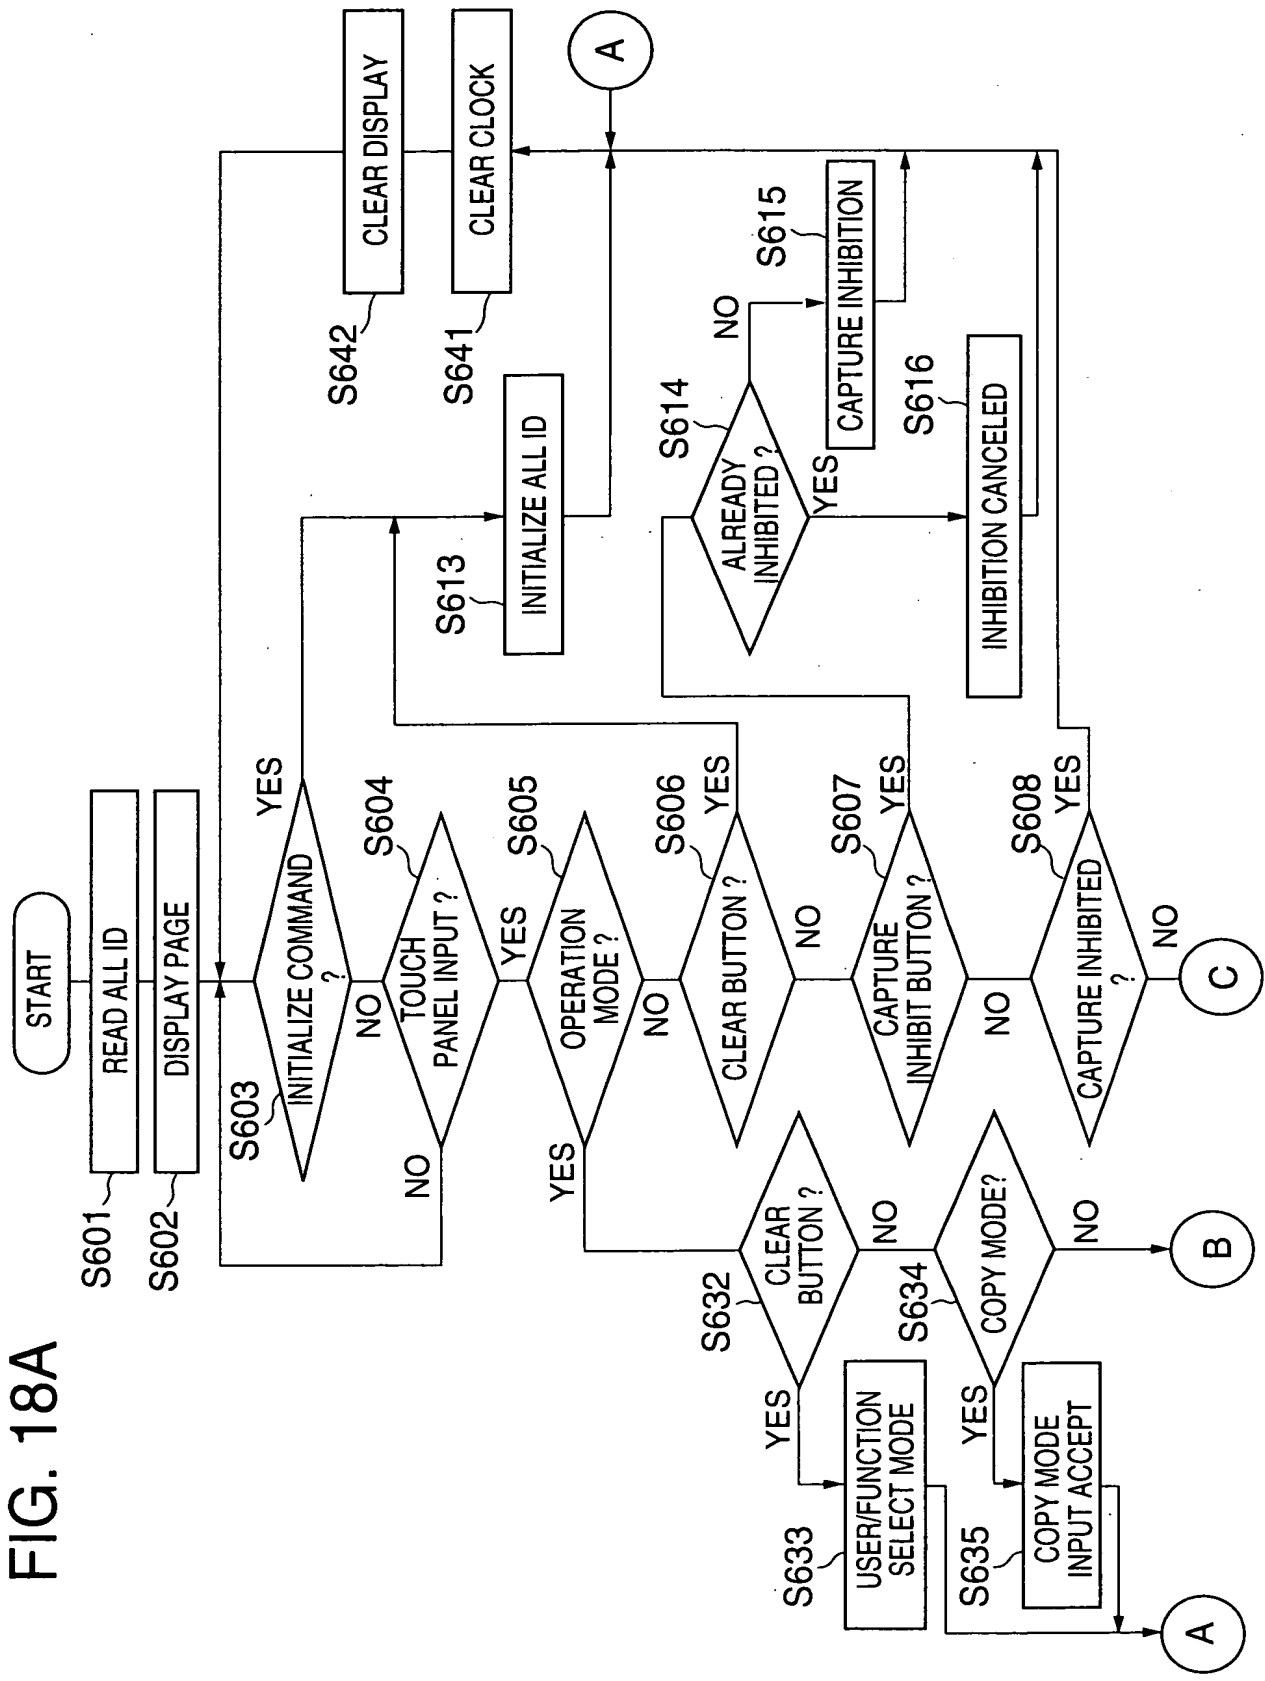 FIG. 18A
START
S601
READ ALL ID
S602
DISPLAY PAGE
S603
INITIALIZE COMMAND
?
YES
NO
S604
TOUCH
PANEL INPUT ?
NO
YES
S605
OPERATION
MODE ?
YES
NO
S606
CLEAR BUTTON ?
YES
NO
S607
CAPTURE
INHIBIT BUTTON ?
YES
NO
S608
CAPTURE INHIBITED
?
YES
NO
C
S632
CLEAR
BUTTON ?
YES
NO
S633
USER/FUNCTION
SELECT MODE
S634
COPY MODE?
YES
NO
B
S635
COPY MODE
INPUT ACCEPT
A
S642
CLEAR DISPLAY
S641
CLEAR CLOCK
A
S613
INITIALIZE ALL ID
S614
ALREADY
INHIBITED ?
NO
YES
S615
CAPTURE INHIBITION
S616
INHIBITION CANCELED